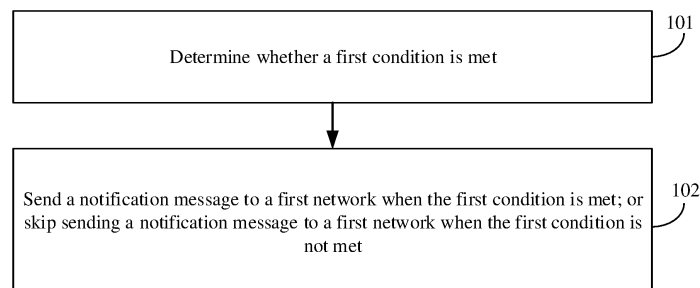 101
Determine whether a first condition is met
102
Send a notification message to a first network when the first condition is met; or
skip sending a notification message to a first network when the first condition is
not met